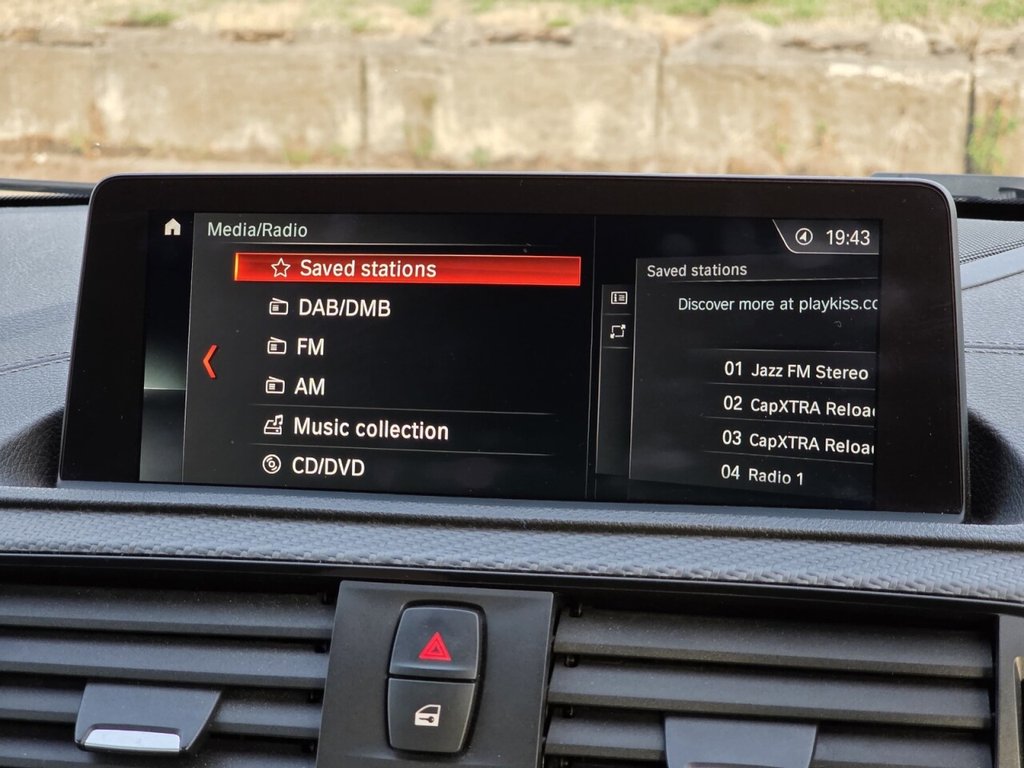 Media/Radio
19:43
Saved stations
DAB/DMB
FM
AM
Music collection
CD/DVD
Saved stations
Discover more at playkiss.co
01 Jazz FM Stereo
02 CapXTRA Reloa
03 CapXTRA Reloa
04 Radio 1